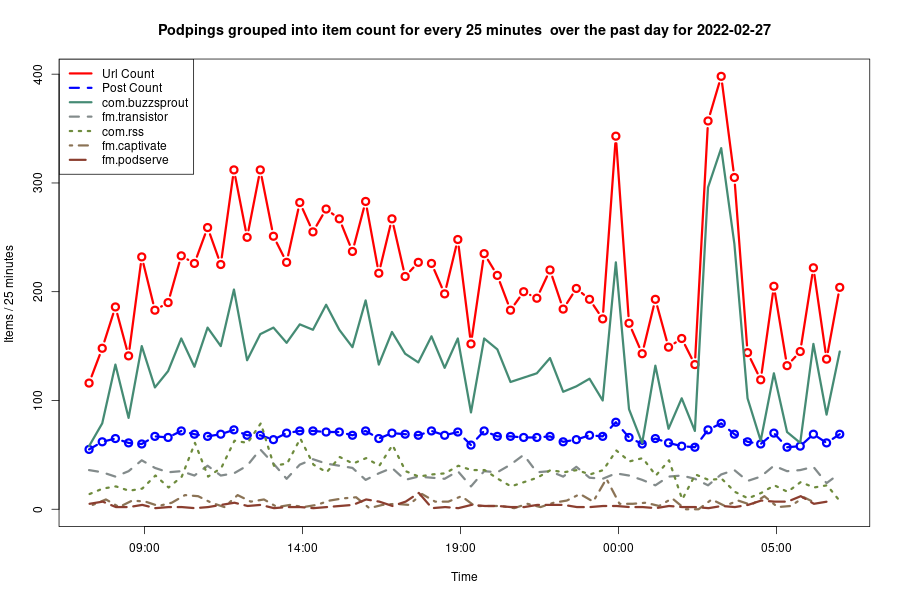 Podpings grouped into item count for every 25 minutes  over the past day for 2022-02-27
Url Count
Post Count
com.buzzsprout
fm.transistor
com.rss
fm.captivate
fm.podserve
400
300
200
100
0
Items / 25 minutes
09:00 14:00 19:00 00:00 05:00
Time